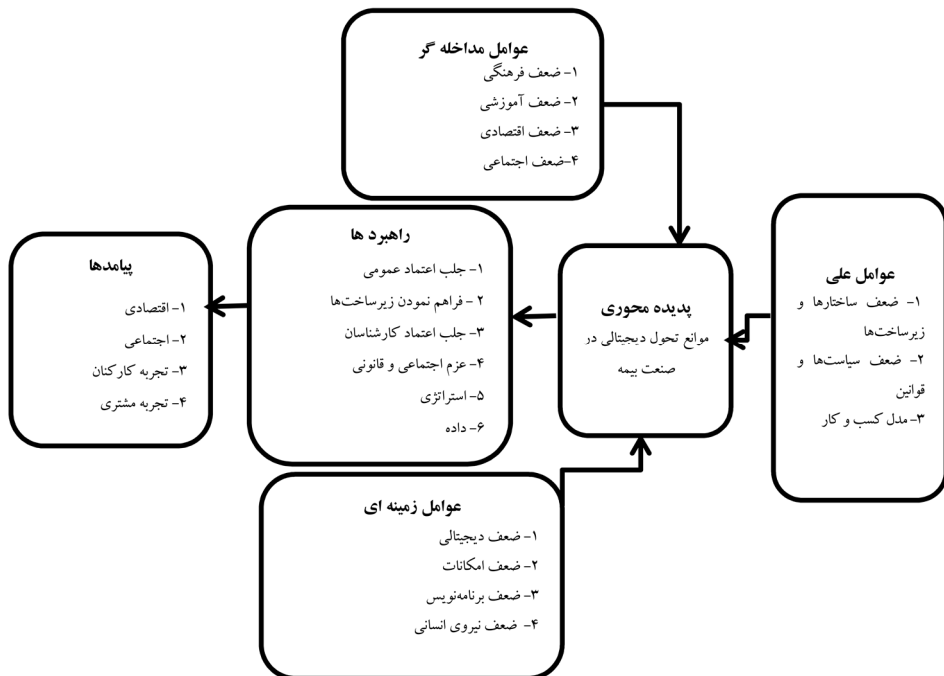 عوامل مداخله گر
۱- ضعف فرهنگی
۲- ضعف آموزشی
۳- ضعف اقتصادی
۴-ضعف اجتماعی
عوامل علی
۱- ضعف ساختارها و
زیرساخت‌ها
۲- ضعف سیاست‌ها و
قوانین
۳-مدل کسب و کار
پدیده محوری
موانع تحول دیجیتالی در
صنعت بیمه
راهبرد ها
۱- جلب اعتماد عمومی
۲ - فراهم نمودن زیرساخت‌ها
۳- جلب اعتماد کارشناسان
۴- عزم اجتماعی و قانونی
۵- استراتژی
۶- داده
پیامدها
۱- اقتصادی
۲- اجتماعی
۳- تجربه کارکنان
۴- تجربه مشتری
عوامل زمینه ای
۱- ضعف دیجیتالی
۲- ضعف امکانات
۳- ضعف برنامه‌نویس
۴- ضعف نیروی انسانی